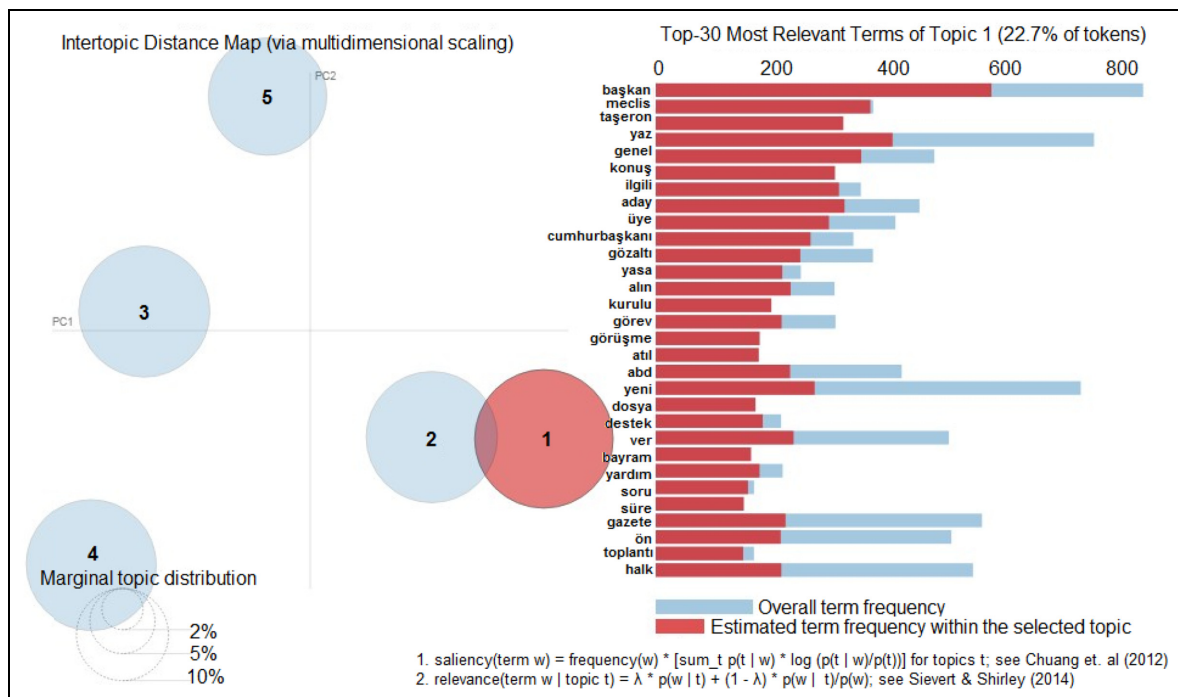 Intertopic Distance Map (via multidimensional scaling)
PC2
5
3
PC1
2
1
4
Marginal topic distribution
2%
5%
10%
Top-30 Most Relevant Terms of Topic 1 (22.7% of tokens)
0 200 400 600 800
başkan
meclis
taşeron
yaz
genel
konuş
ilgili
aday
üye
cumhurbaşkanı
gözaltı
yasa
alın
kurulu
görev
görüşme
atıl
abd
yeni
dosya
destek
ver
bayram
yardım
soru
süre
gazete
ön
toplantı
halk
Overall term frequency
Estimated term frequency within the selected topic
1. saliency(term w) = frequency(w) * [sum_t p(t | w) * log (p(t | w)/p(t))] for topics t; see Chuang et. al (2012)
2. relevance(term w | topic t) = λ * p(w | t) + (1 - λ) * p(w | t)/p(w); see Sievert & Shirley (2014)